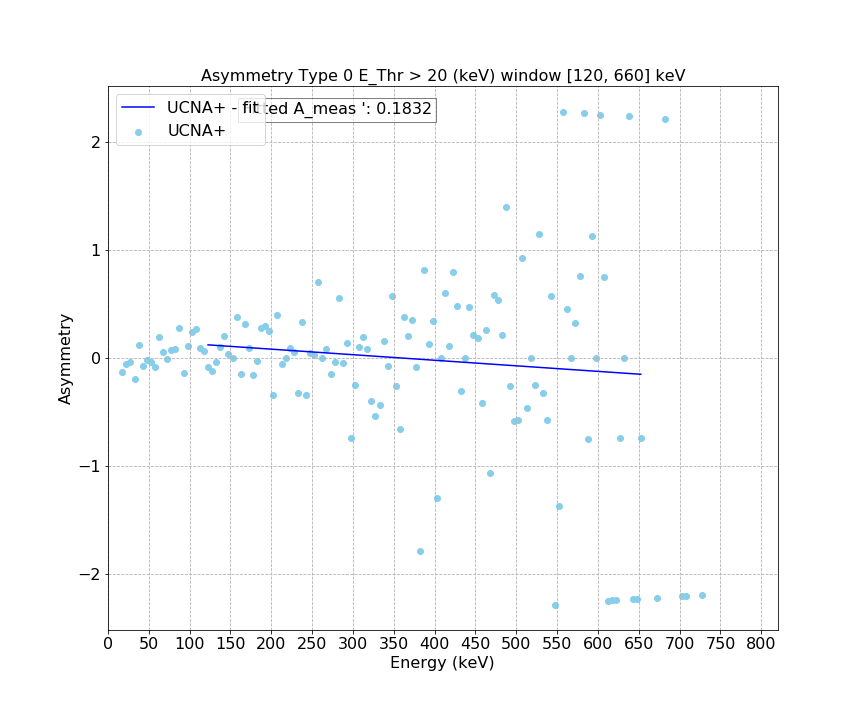 Asymmetry Type 0 E_Thr > 20 (keV) window [120, 660] keV
UCNA+ - fit
ted A_meas ': 0.1832
UCNA+
2
1
0
−1
−2
Asymmetry
0 50 100 150 200 250 300 350 400 450 500 550 600 650 700 750 800
Energy (keV)